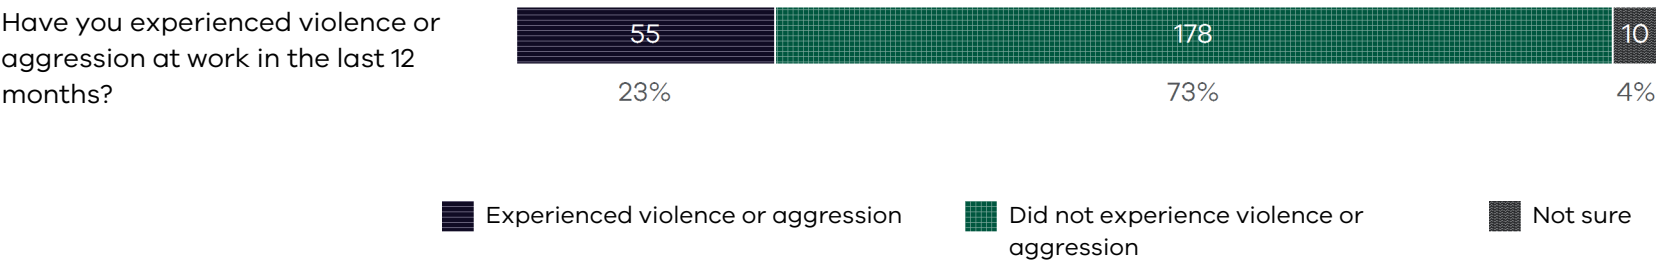 Have you experienced violence or
aggression at work in the last 12
months?
55
178
10
23%
73%
4%
Experienced violence or aggression
Did not experience violence or
aggression
Not sure